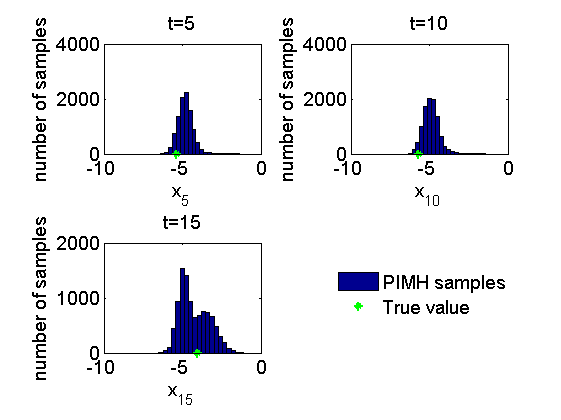 t=5
number of samples
4000
2000
0
-10
-5
0
x5
t=10
number of samples
4000
2000
0
-10
-5
0
x10
t=15
number of samples
2000
1000
0
-10
-5
0
x15
PIMH samples
True value